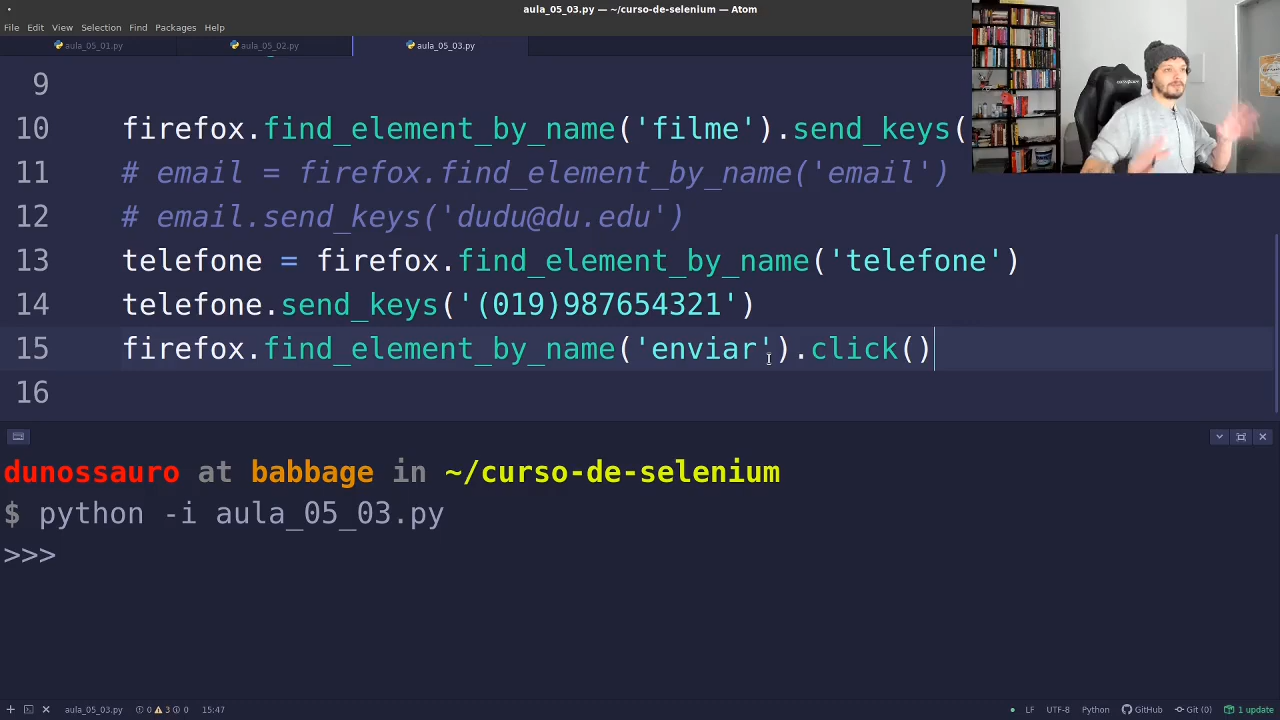 aula_05_03.py — ~/curso-de-selenium — Atom
File Edit View Selection Find Packages Help
aula_05_01.py aula_05_02.py aula_05_03.py
9
10 firefox.find_element_by_name('filme').send_keys(
11 # email = firefox.find_element_by_name('email')
12 # email.send_keys('dudu@du.edu')
13 telefone = firefox.find_element_by_name('telefone')
14 telefone.send_keys('(019)987654321')
15 firefox.find_element_by_name('enviar').click()
16
dunossauro at babbage in ~/curso-de-selenium
$ python -i aula_05_03.py
>>>
aula_05_03.py 0 3 0 15:47 LF UTF-8 Python GitHub Git (0) 1 update